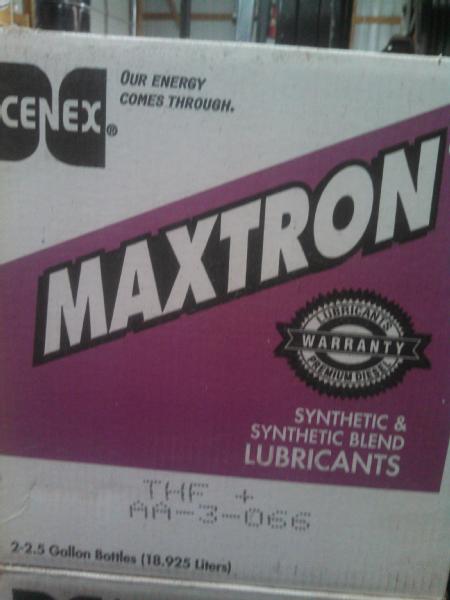 CENEX®
OUR ENERGY
COMES THROUGH.
MAXTRON
LUBRICANTS
WARRANTY
PREMIUM DIESEL
SYNTHETIC &
SYNTHETIC BLEND
LUBRICANTS
THF +
AA-3-066
2-2.5 Gallon Bottles (18.925 Liters)